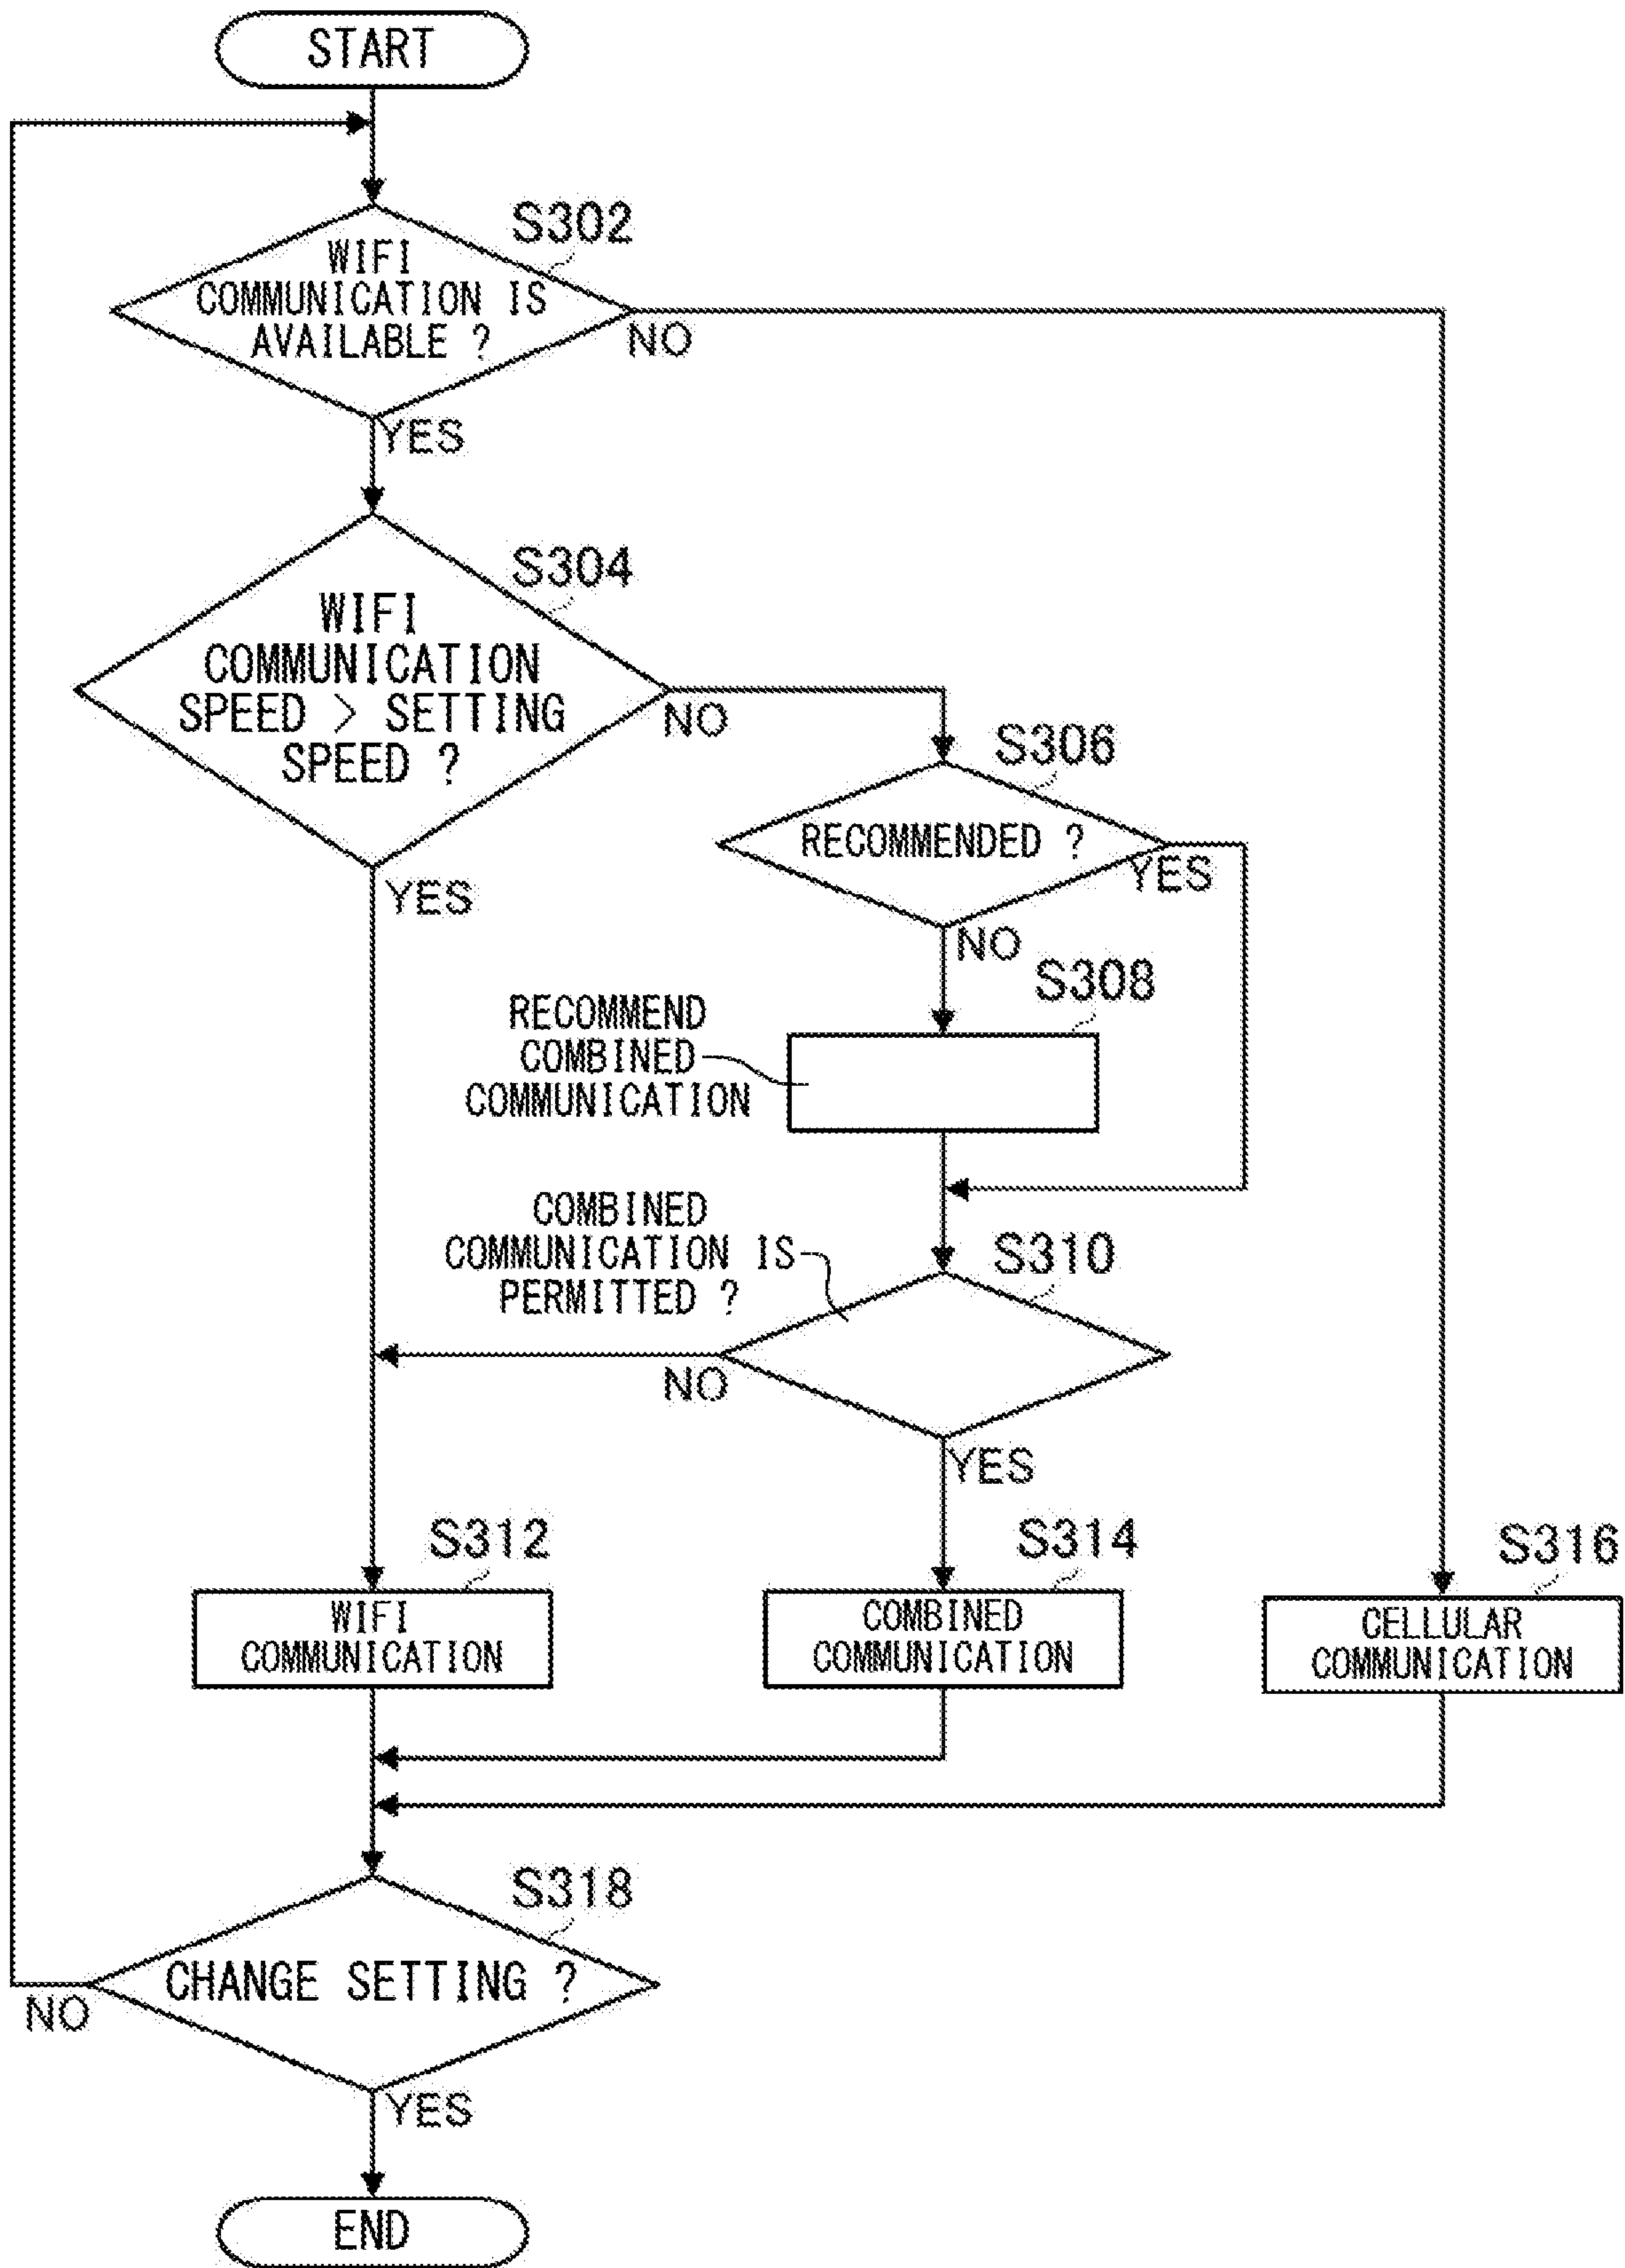 START
S302
WIFI
COMMUNICATION IS
AVAILABLE ?
NO
YES
S304
WIFI
COMMUNICATION
SPEED > SETTING
SPEED ?
NO
YES
S306
RECOMMENDED ?
YES
NO
S308
RECOMMEND
COMBINED
COMMUNICATION
COMBINED
COMMUNICATION IS
PERMITTED ?
S310
NO
YES
S312
WIFI
COMMUNICATION
S314
COMBINED
COMMUNICATION
S316
CELLULAR
COMMUNICATION
S318
CHANGE SETTING ?
NO
YES
END